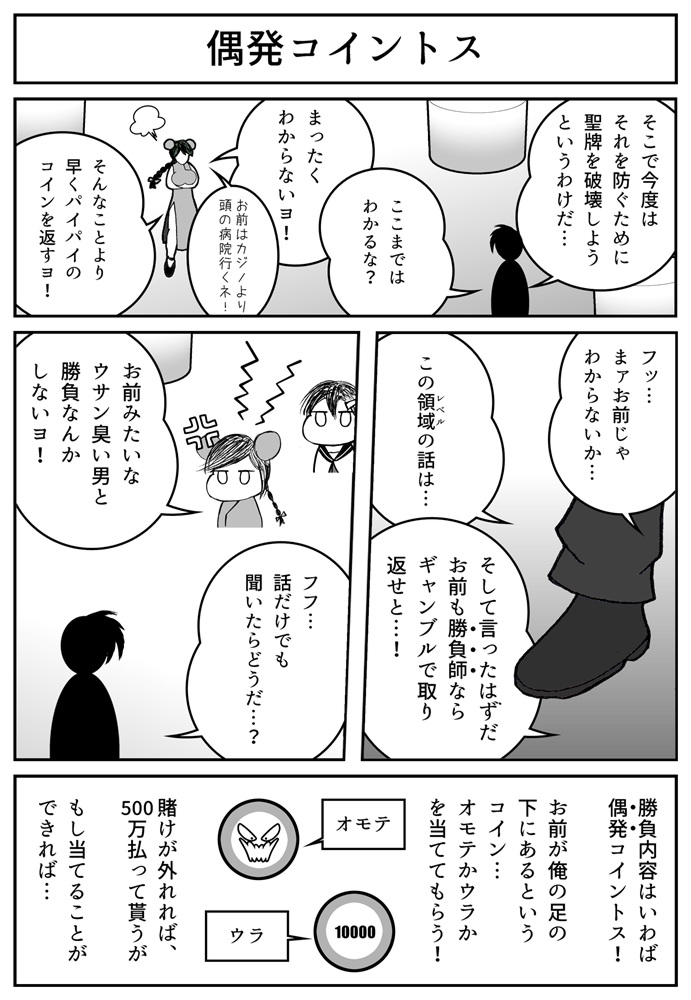 偶発コイントス
そこで今度は
それを防ぐために
聖牌を破壊しよう
というわけだ…
ここまでは
わかるな？
まったく
わからないヨ！
お前はカジノより
頭の病院行くネ！
そんなことより
早くパイパイの
コインを返すヨ！
フッ…
まァお前じゃ
わからないか…
この領域の話は…
レベル
そして言ったはずだ
お前も勝負師なら
ギャンブルで取り
返せと…！
お前みたいな
ウサン臭い男と
勝負なんか
しないヨ！
フフ…
話だけでも
聞いたらどうだ…？
勝負内容はいわば
偶発コイントス！
お前が俺の足の
下にあるという
コイン…
オモテかウラか
を当ててもらう！
オモテ
ウラ
10000
賭けが外れれば、
500万払って貰うが
もし当てることが
できれば…